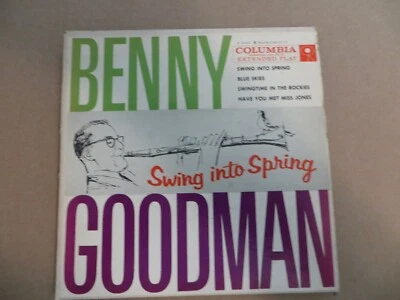 BENNY
COLUMBIA
EXTENDED PLAY
SWING INTO SPRING
BLUE SKIES
SWINGTIME IN THE ROCKIES
HAVE YOU MET MISS JONES
Swing into Spring
GOODMAN